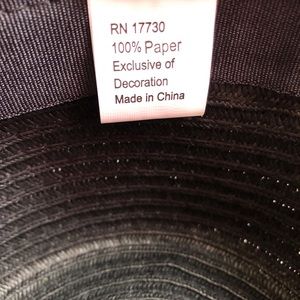 RN 17730
100% Paper
Exclusive of
Decoration
Made in China